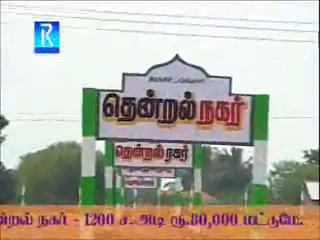 R
தென்றல் நகர்
தென்றல் நகர்
ன்றல் நகர் - 1200 ச.அடி ரூ.80,000 மட்டுமே.